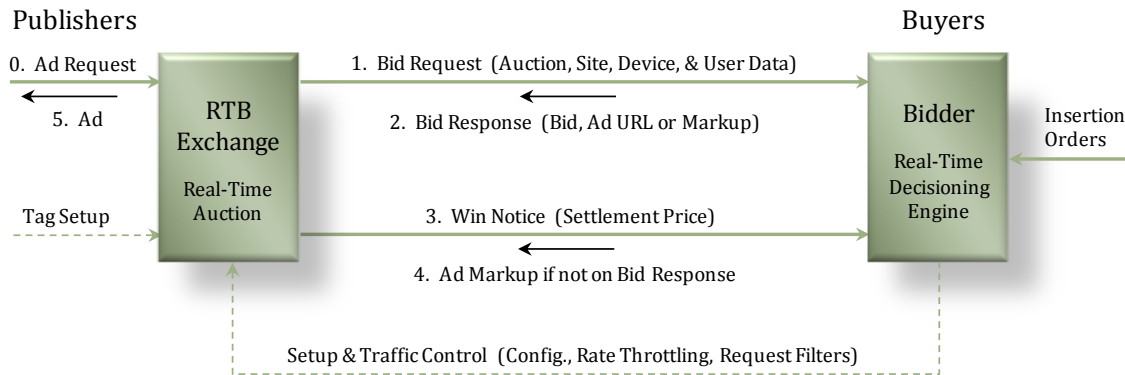 Publishers
Buyers
0. Ad Request
5. Ad
Tag Setup
RTB
Exchange
Real-Time
Auction
1. Bid Request (Auction, Site, Device, & User Data)
2. Bid Response (Bid, Ad URL or Markup)
3. Win Notice (Settlement Price)
4. Ad Markup if not on Bid Response
Bidder
Real-Time
Decisioning
Engine
Insertion
Orders
Setup & Traffic Control (Config., Rate Throttling, Request Filters)